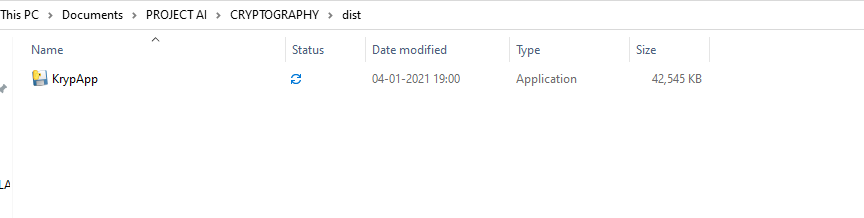 This PC > Documents > PROJECT AI > CRYPTOGRAPHY > dist
Name Status Date modified Type Size
KrypApp 04-01-2021 19:00 Application 42,545 KB
LA